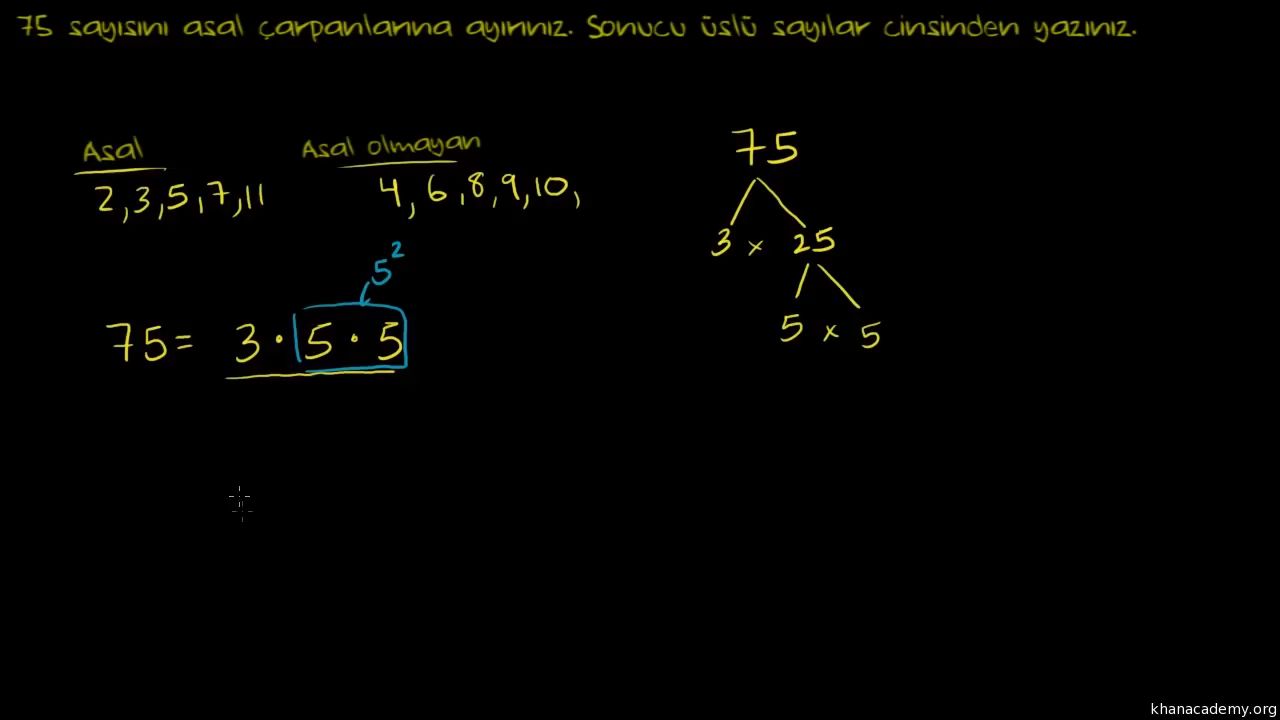 75 sayısını asal çarpanlarına ayırınız. Sonucu üslü sayılar cinsinden yazınız.
Asal
2,3,5,7,11
Asal olmayan
4, 6,8,9,10,
5²
75 = 3 · 5 · 5
75
3 × 25
5 × 5
khanacademy.org